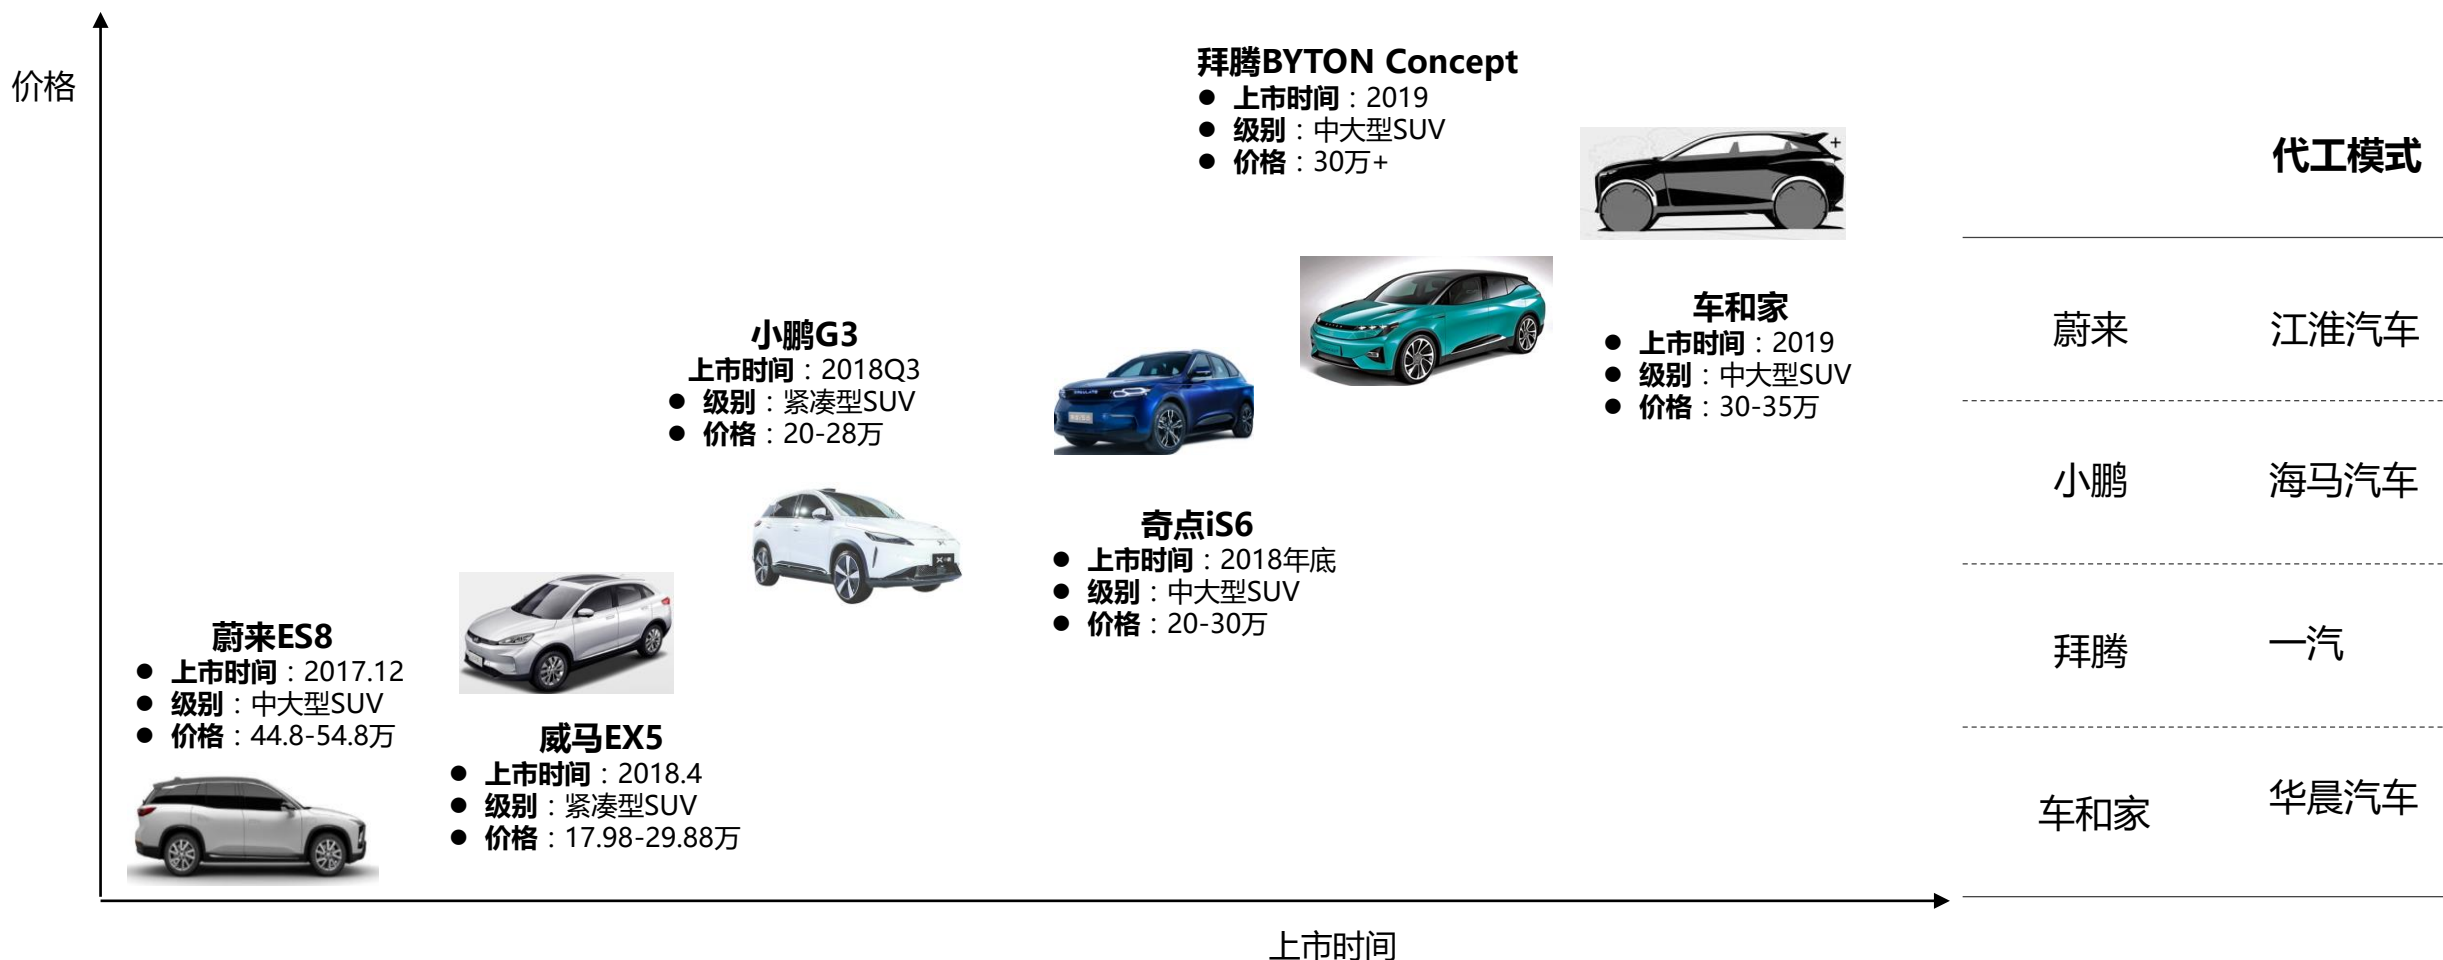 价格
拜腾BYTON Concept
● 上市时间：2019
● 级别：中大型SUV
● 价格：30万+
小鹏G3
上市时间：2018Q3
● 级别：紧凑型SUV
● 价格：20-28万
车和家
● 上市时间：2019
● 级别：中大型SUV
● 价格：30-35万
奇点iS6
● 上市时间：2018年底
● 级别：中大型SUV
● 价格：20-30万
蔚来ES8
● 上市时间：2017.12
● 级别：中大型SUV
● 价格：44.8-54.8万
威马EX5
● 上市时间：2018.4
● 级别：紧凑型SUV
● 价格：17.98-29.88万
上市时间
代工模式
蔚来 江淮汽车
小鹏 海马汽车
拜腾 一汽
车和家 华晨汽车